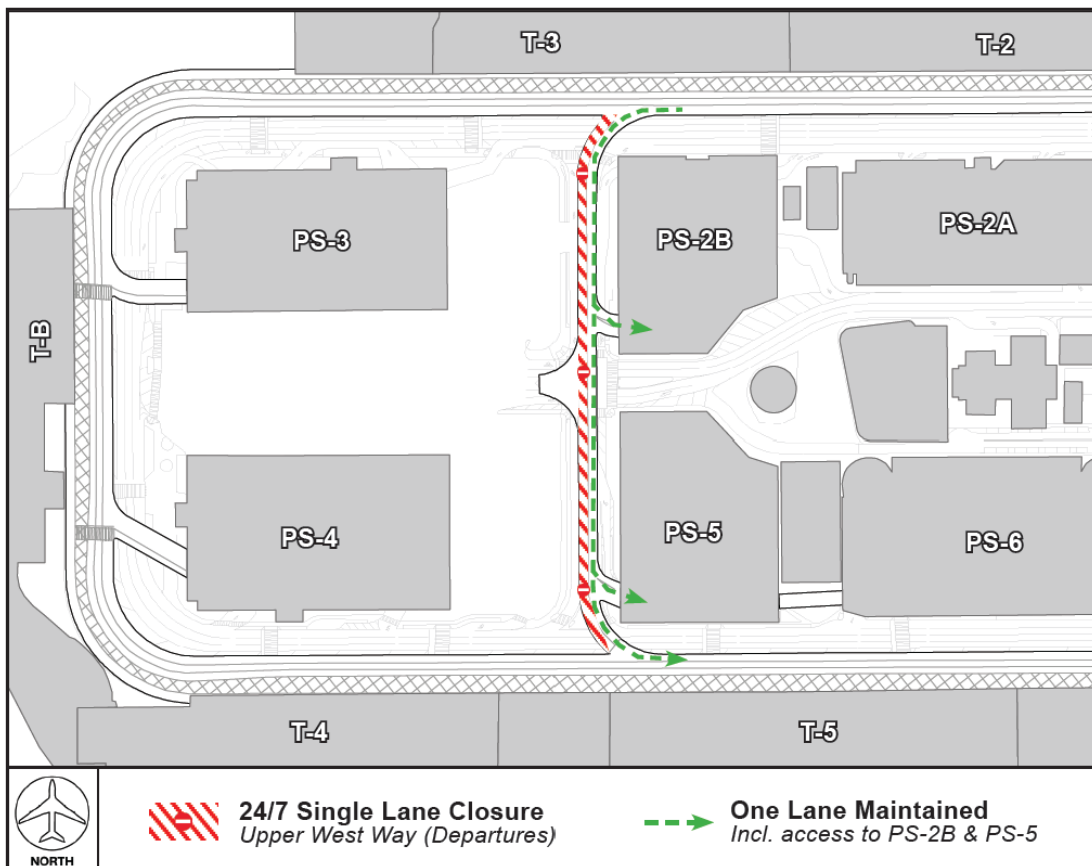 T-3
T-2
PS-3
PS-2B
PS-2A
T-B
PS-4
PS-5
PS-6
T-4
T-5
NORTH
24/7 Single Lane Closure
Upper West Way (Departures)
One Lane Maintained
Incl. access to PS-2B & PS-5